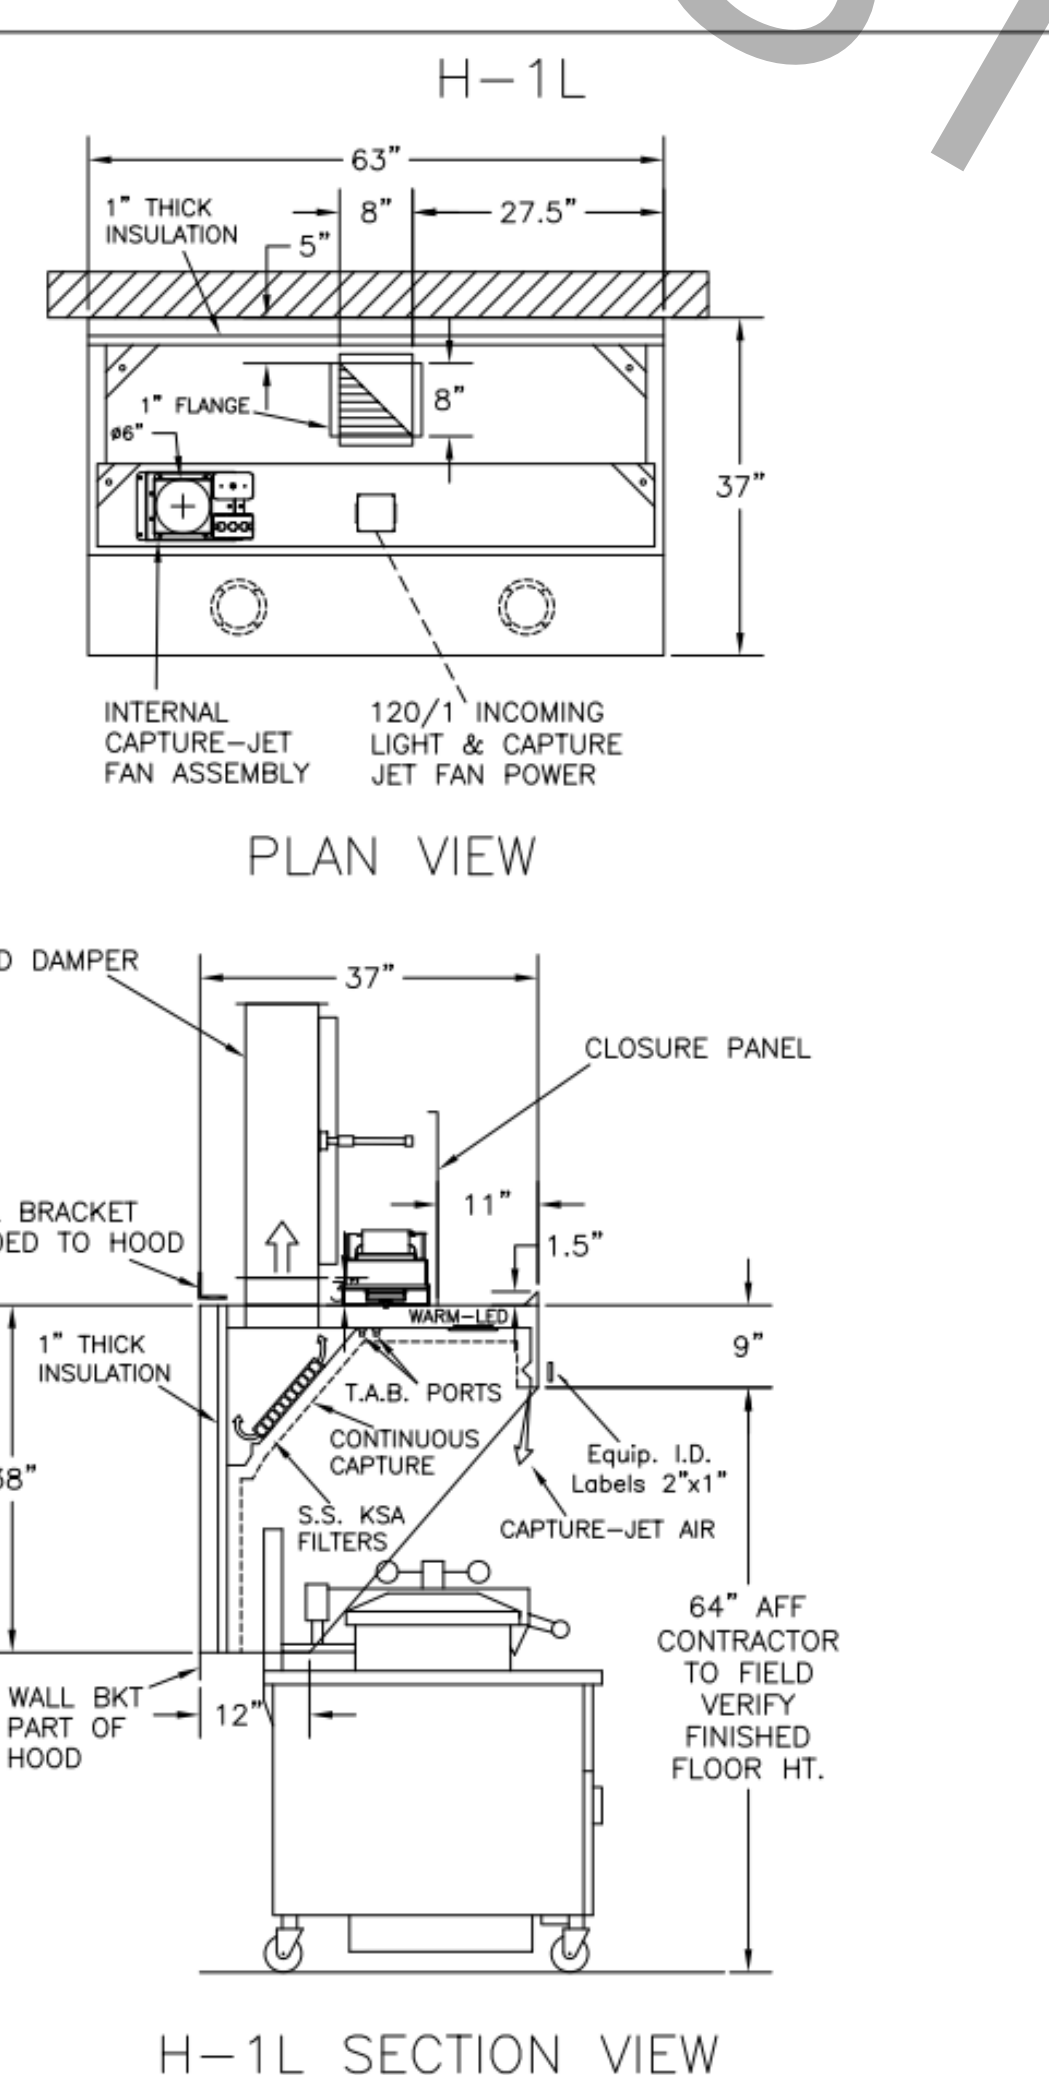 H-1L
63"
1" THICK
INSULATION
8"
27.5"
5"
8"
1" FLANGE
ø6"
37"
INTERNAL
CAPTURE-JET
FAN ASSEMBLY
120/1 INCOMING
LIGHT & CAPTURE
JET FAN POWER
PLAN VIEW
D DAMPER
37"
CLOSURE PANEL
BRACKET
DED TO HOOD
11"
1.5"
3"
WARM-LED
1" THICK
INSULATION
9"
T.A.B. PORTS
CONTINUOUS
CAPTURE
Equip. I.D.
Labels 2"x1"
38"
S.S. KSA
FILTERS
CAPTURE-JET AIR
64" AFF
CONTRACTOR
TO FIELD
VERIFY
FINISHED
FLOOR HT.
WALL BKT
PART OF
HOOD
12"
H-1L SECTION VIEW